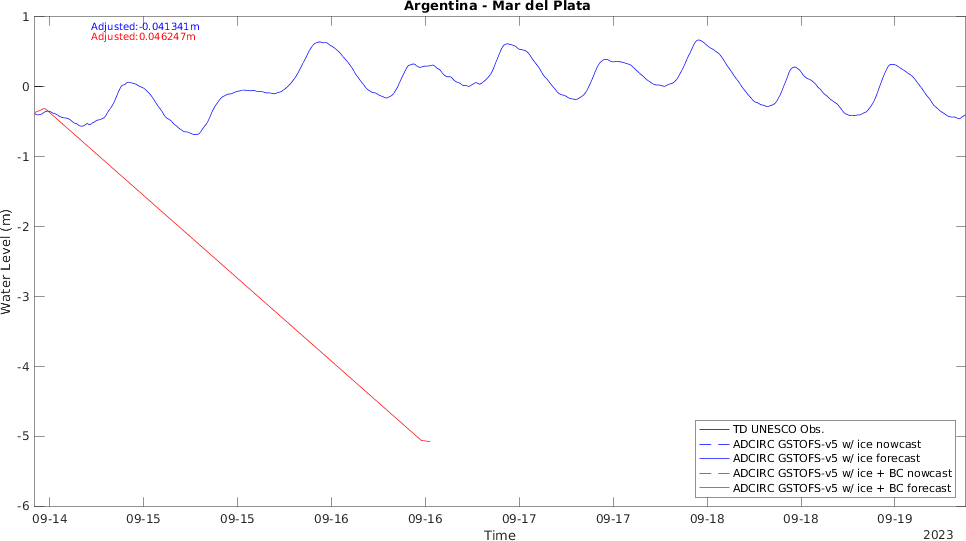 Argentina - Mar del Plata
Adjusted:-0.041341m
Adjusted:0.046247m
1
0
-1
-2
-3
-4
-5
-6
Water Level (m)
TD UNESCO Obs.
ADCIRC GSTOFS-v5 w/ ice nowcast
ADCIRC GSTOFS-v5 w/ ice forecast
ADCIRC GSTOFS-v5 w/ ice + BC nowcast
ADCIRC GSTOFS-v5 w/ ice + BC forecast
09-14 09-15 09-15 09-16 09-16 09-17 09-17 09-18 09-18 09-19
Time
2023